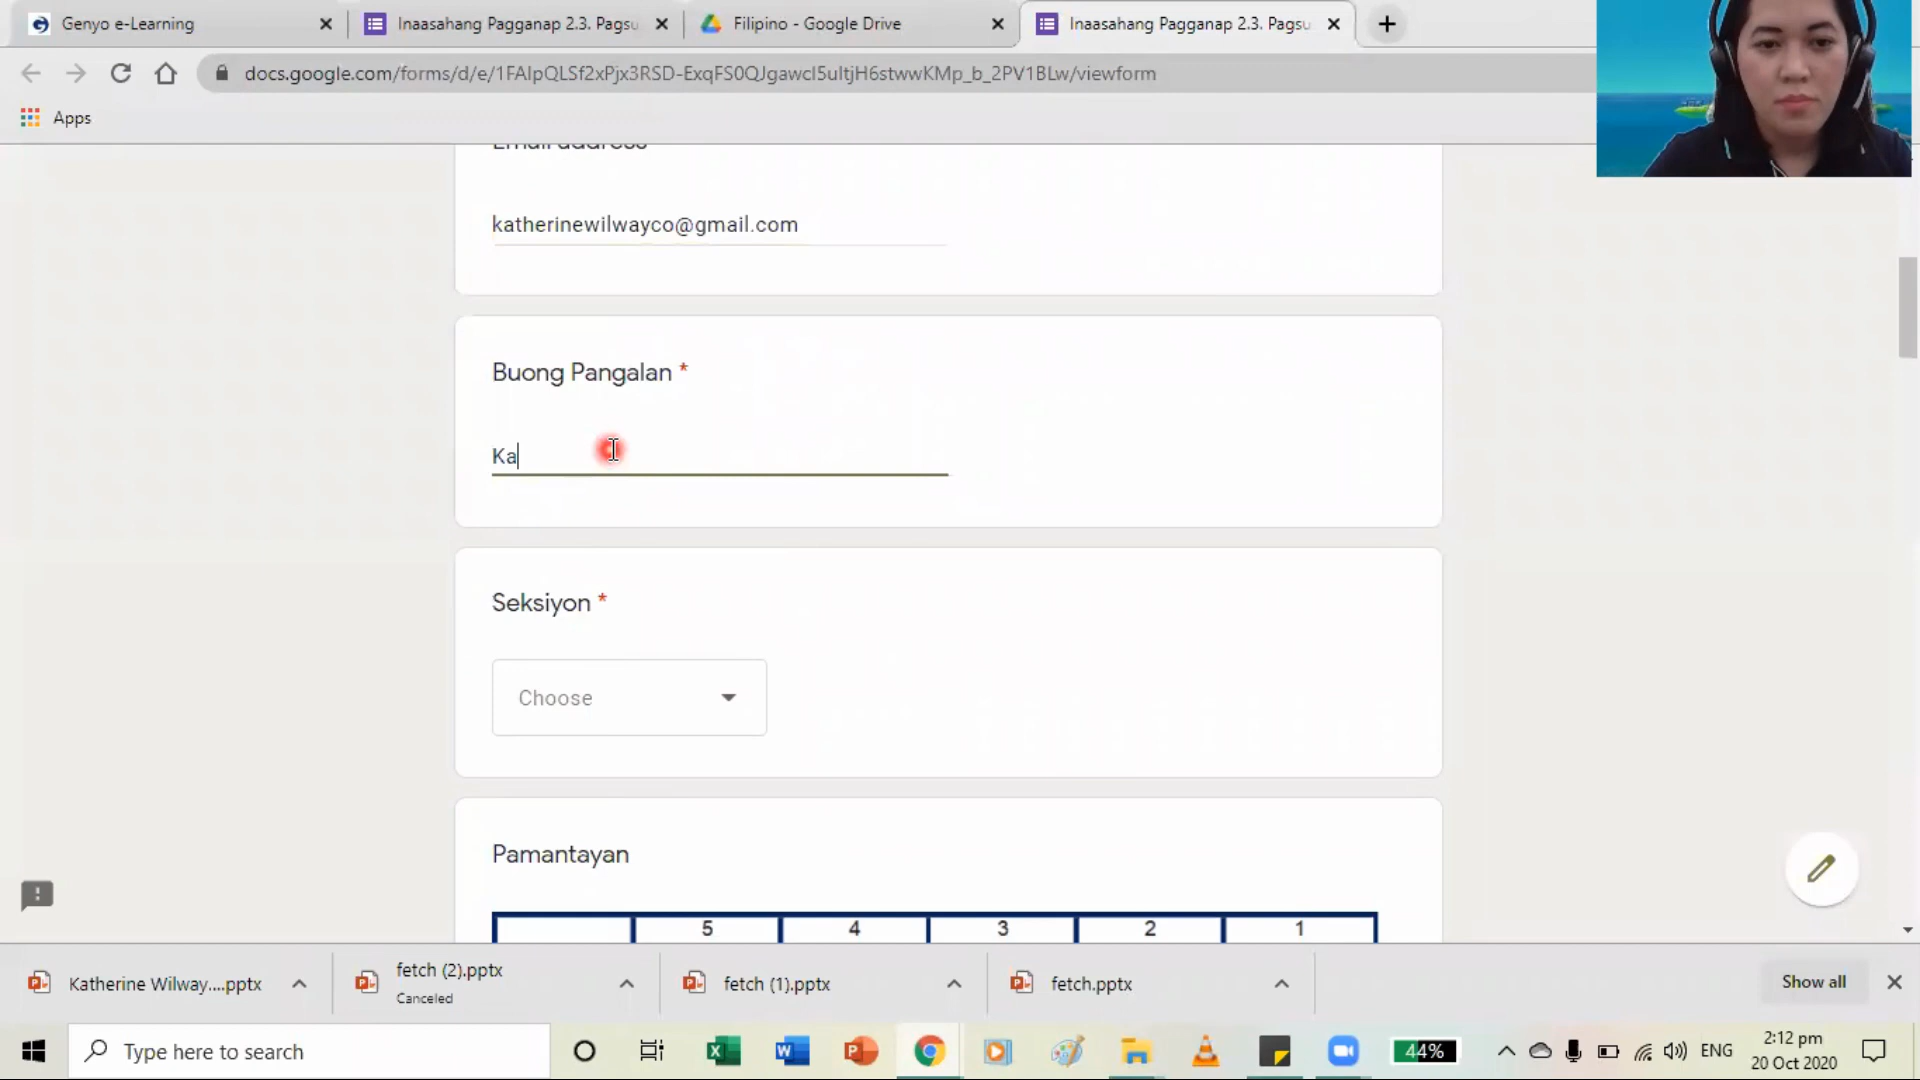 Genyo e-Learning
Inaasahang Pagganap 2.3. Pagsu
Filipino - Google Drive
Inaasahang Pagganap 2.3. Pagsu
docs.google.com/forms/d/e/1FAIpQLSf2xPjx3RSD-ExqFS0QJgawcI5uItjH6stwwKMp_b_2PV1BLw/viewform
Apps
Email address
katherinewilwayco@gmail.com
Buong Pangalan *
Ka
Seksiyon *
Choose
Pamantayan
5 4 3 2 1
Katherine Wilway....pptx
fetch (2).pptx
Canceled
fetch (1).pptx
fetch.pptx
Show all
Type here to search
44%
ENG
2:12 pm
20 Oct 2020